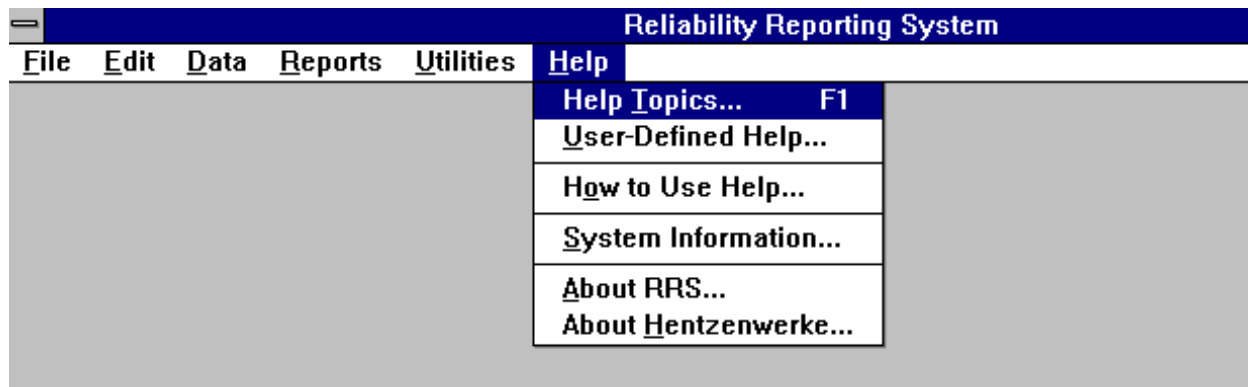 Reliability Reporting System
File Edit Data Reports Utilities Help
Help Topics... F1
User-Defined Help...
How to Use Help...
System Information...
About RRS...
About Hentzenwerke...